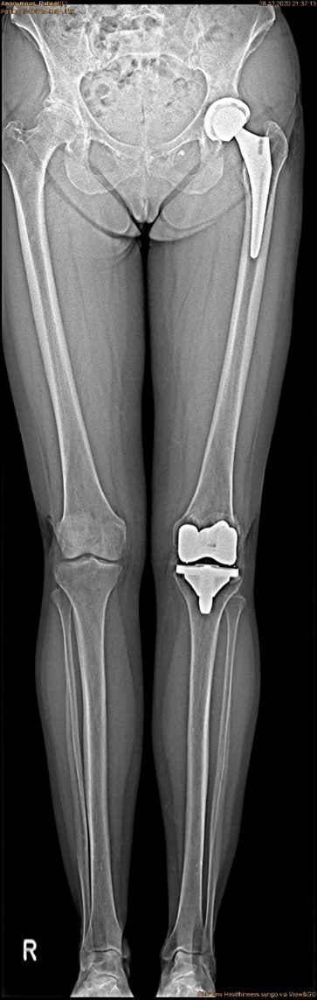 Anonymous, Patient
28.12.2020 21:37:13
R
Siemens Healthineers syngo.via View&GO